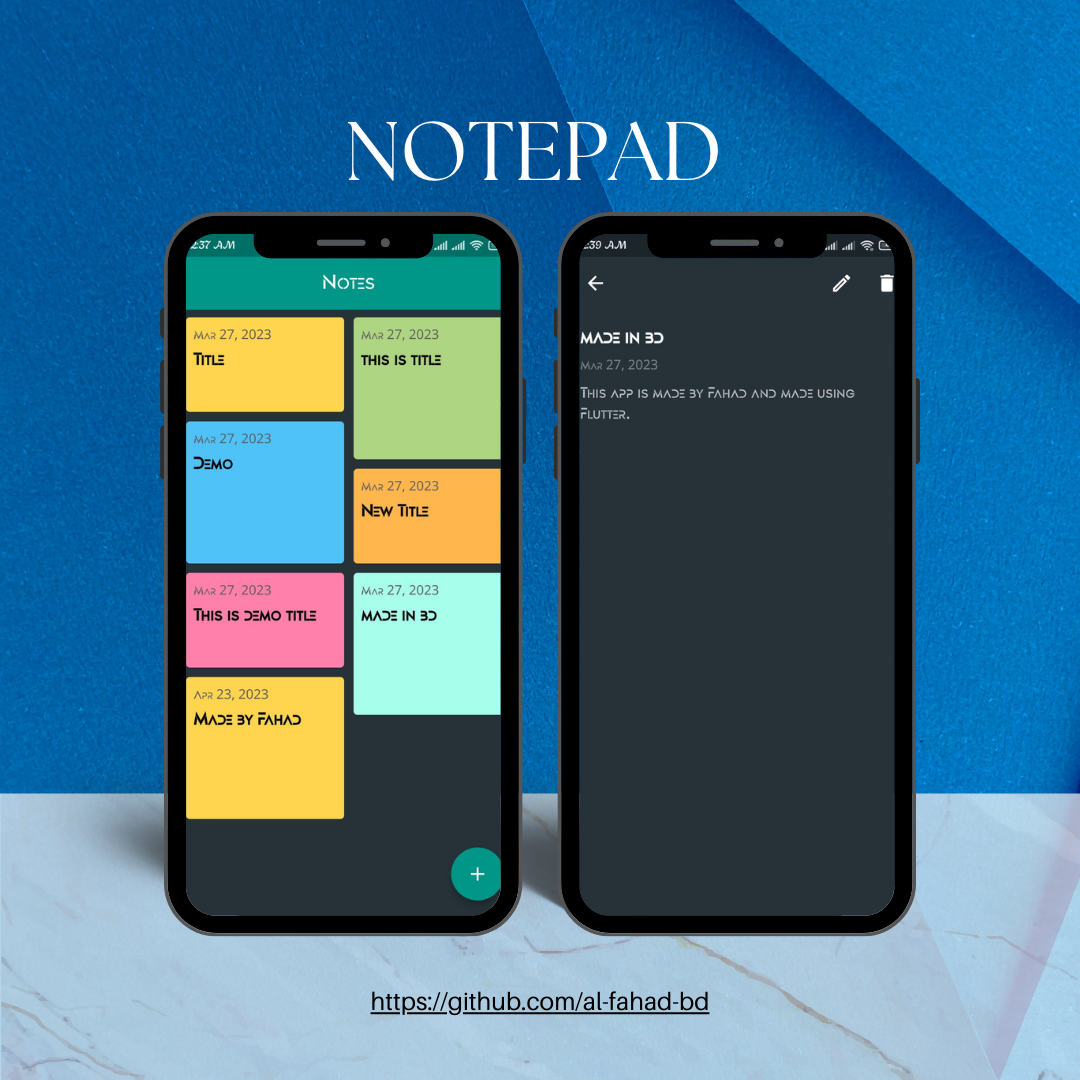 NOTEPAD
:37 AM
Notes
Mar 27, 2023
Title
Mar 27, 2023
this is title
Mar 27, 2023
Demo
Mar 27, 2023
New Title
Mar 27, 2023
This is demo title
Mar 27, 2023
made in BD
Apr 23, 2023
Made by Fahad
+
:39 AM
made in BD
Mar 27, 2023
This app is made by Fahad and made using
Flutter.
https://github.com/al-fahad-bd